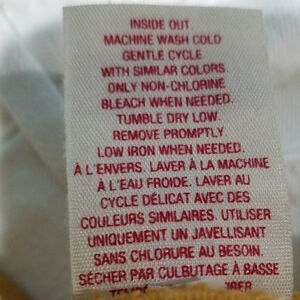 INSIDE OUT.
MACHINE WASH COLD
GENTLE CYCLE.
WITH SIMILAR COLORS.
ONLY NON-CHLORINE
BLEACH WHEN NEEDED.
TUMBLE DRY LOW.
REMOVE PROMPTLY.
LOW IRON WHEN NEEDED.
À L'ENVERS. LAVER À LA MACHINE
À L'EAU FROIDE. LAVER AU
CYCLE DÉLICAT AVEC DES
COULEURS SIMILAIRES. UTILISER
UNIQUEMENT UN JAVELLISANT
SANS CHLORURE AU BESOIN.
SÉCHER PAR CULBUTAGE À BASSE